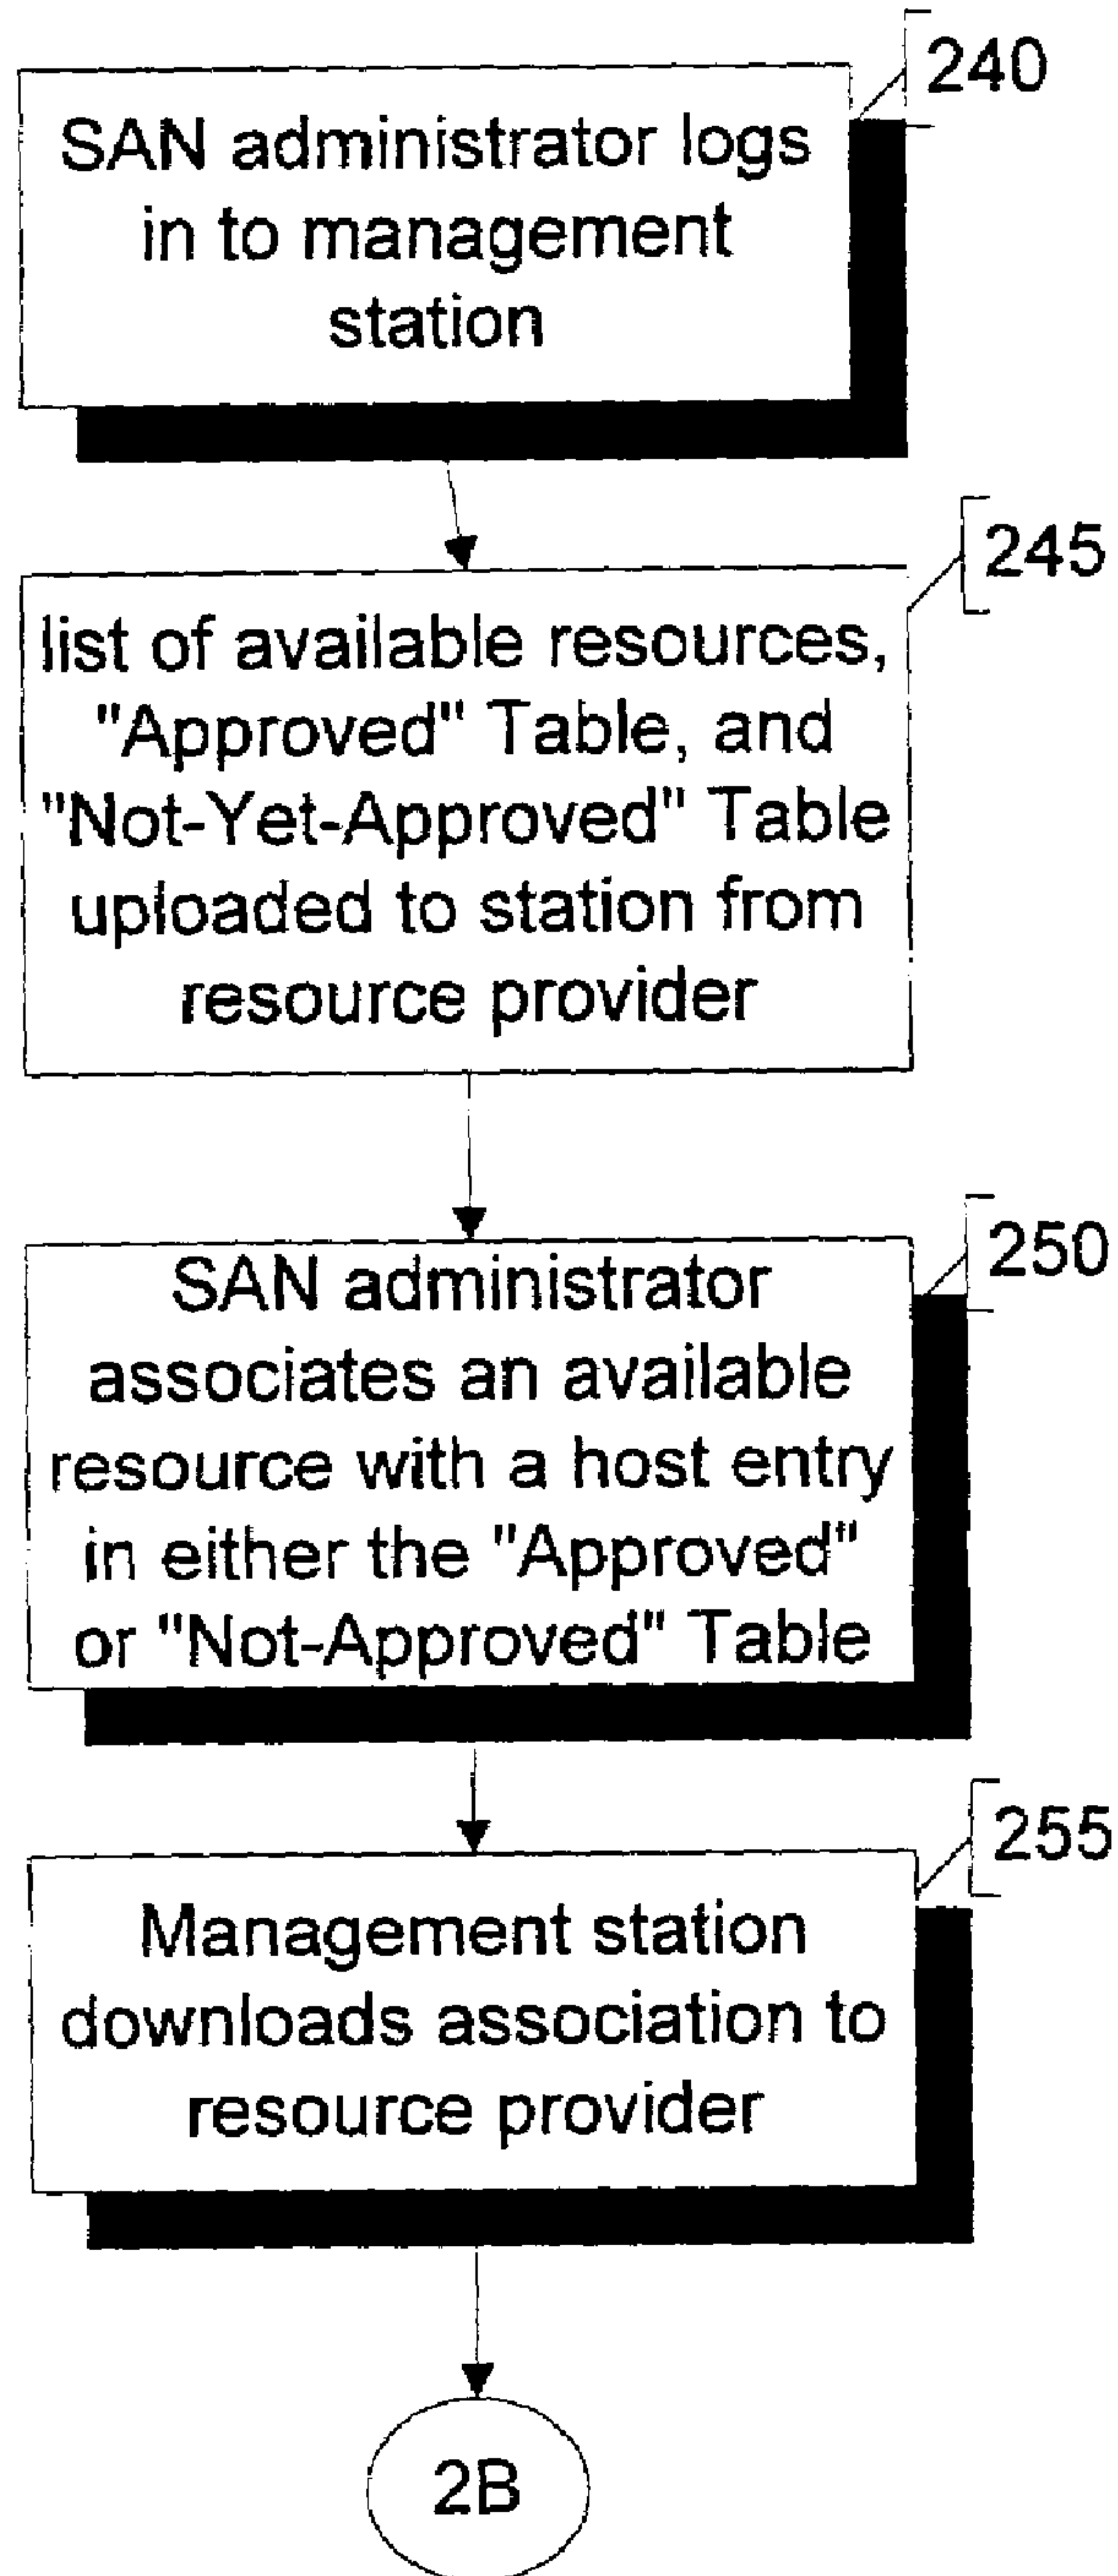 240
SAN administrator logs
in to management
station
245
list of available resources,
"Approved" Table, and
"Not-Yet-Approved" Table
uploaded to station from
resource provider
250
SAN administrator
associates an available
resource with a host entry
in either the "Approved"
or "Not-Approved" Table
255
Management station
downloads association to
resource provider
2B